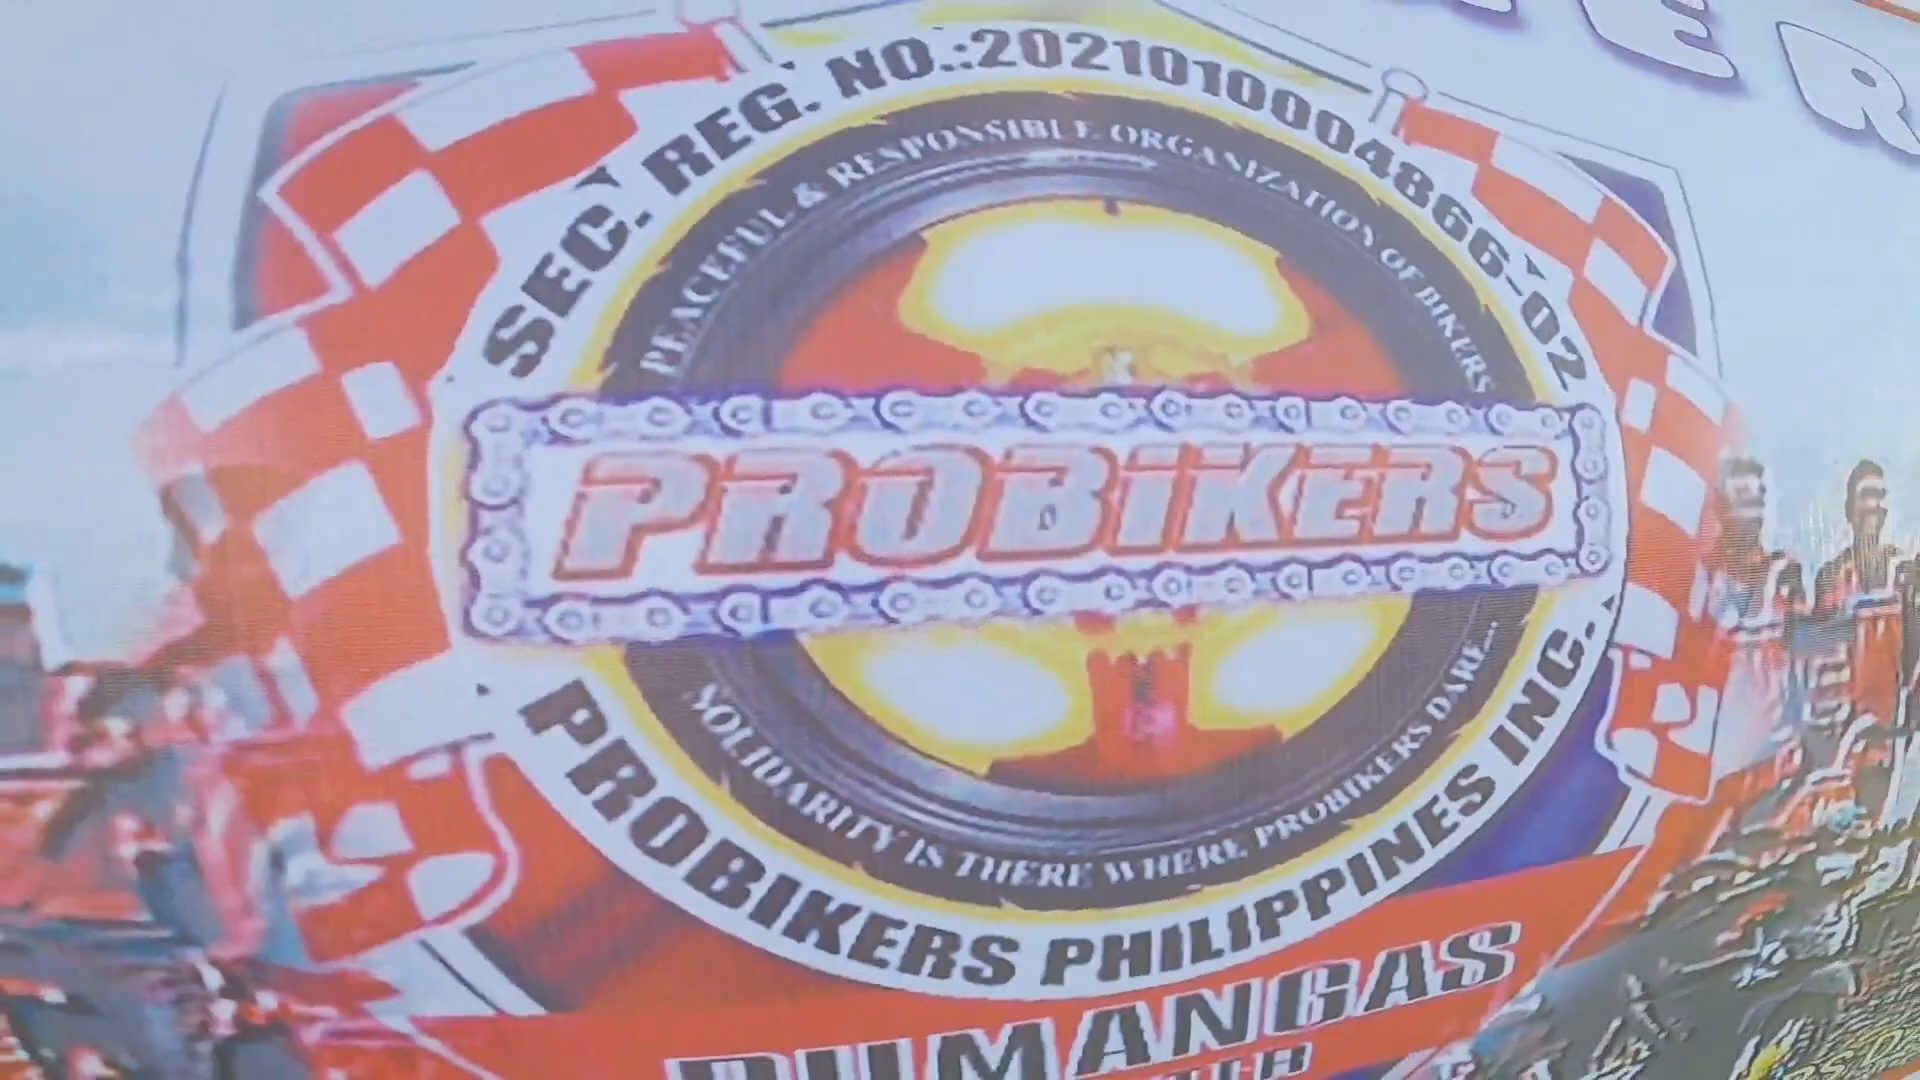 SEC. REG. NO.:2021010004866-02
PEACEFUL & RESPONSIBLE ORGANIZATION OF BIKERS
PROBIKERS
SOLIDARITY IS THERE WHERE PROBIKERS DARE...
PROBIKERS PHILIPPINES INC.
DUMANGAS